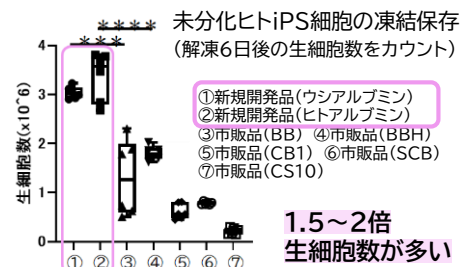 未分化ヒトiPS細胞の凍結保存
(解凍6日後の生細胞数をカウント)
****
***
生細胞数(x10^6)
4
3
2
1
0
① ② ③ ④ ⑤ ⑥ ⑦
①新規開発品(ウシアルブミン)
②新規開発品(ヒトアルブミン)
③市販品(BB) ④市販品(BBH)
⑤市販品(CB1) ⑥市販品(SCB)
⑦市販品(CS10)
1.5～2倍
生細胞数が多い